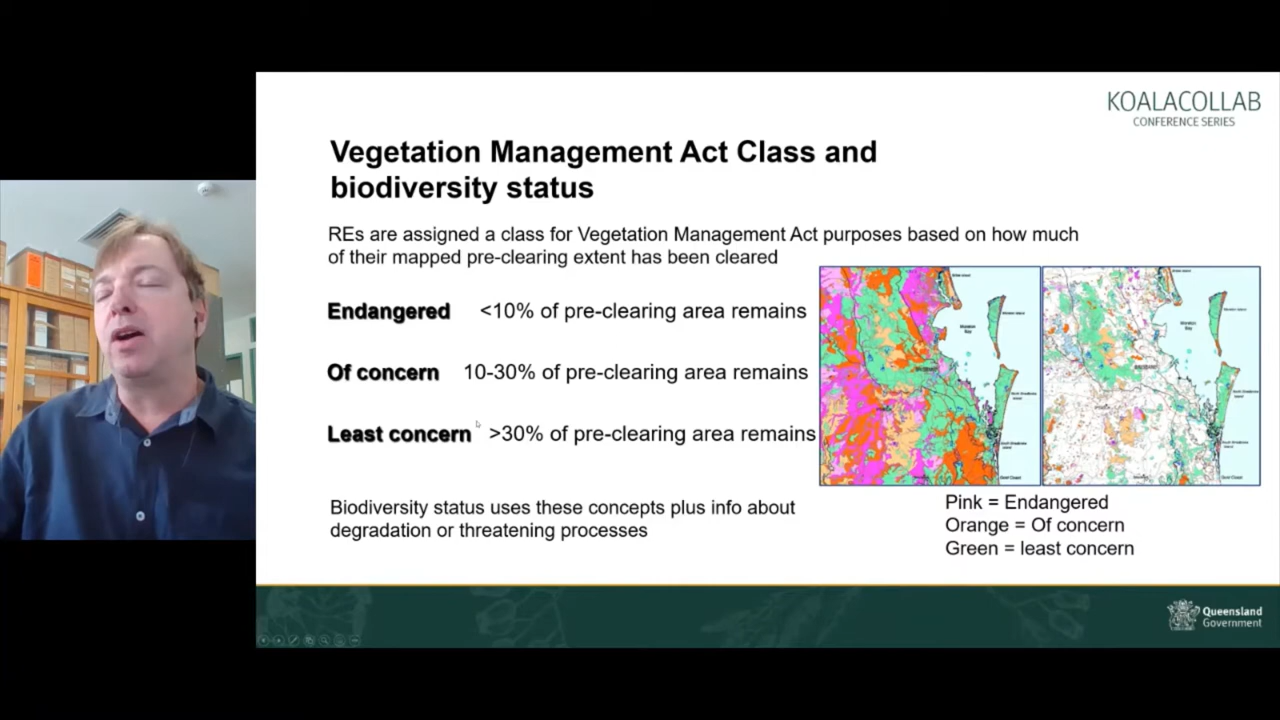 KOALACOLLAB
CONFERENCE SERIES
Vegetation Management Act Class and
biodiversity status
REs are assigned a class for Vegetation Management Act purposes based on how much
of their mapped pre-clearing extent has been cleared
Endangered <10% of pre-clearing area remains
Of concern 10-30% of pre-clearing area remains
Least concern >30% of pre-clearing area remains
Biodiversity status uses these concepts plus info about
degradation or threatening processes
Pink = Endangered
Orange = Of concern
Green = least concern
Queensland
Government